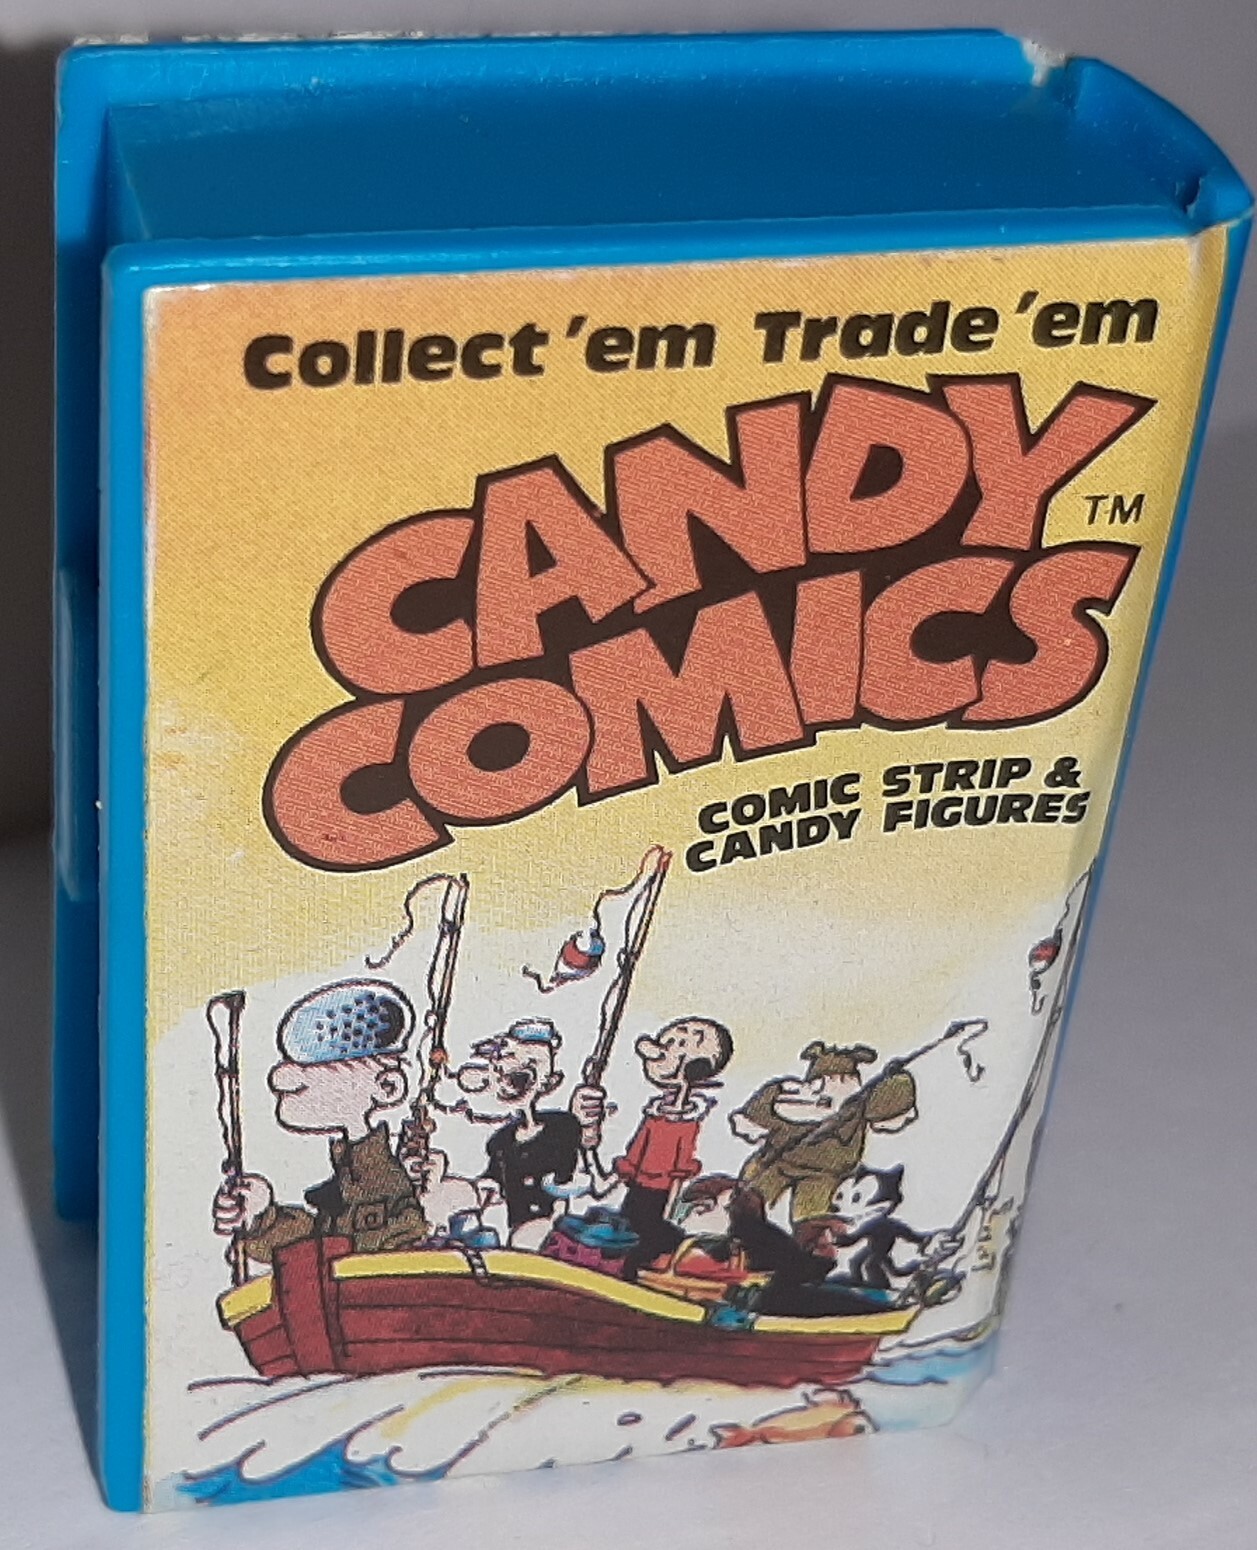 Collect 'em Trade 'em
CANDY
COMICS
TM
COMIC STRIP &
CANDY FIGURES